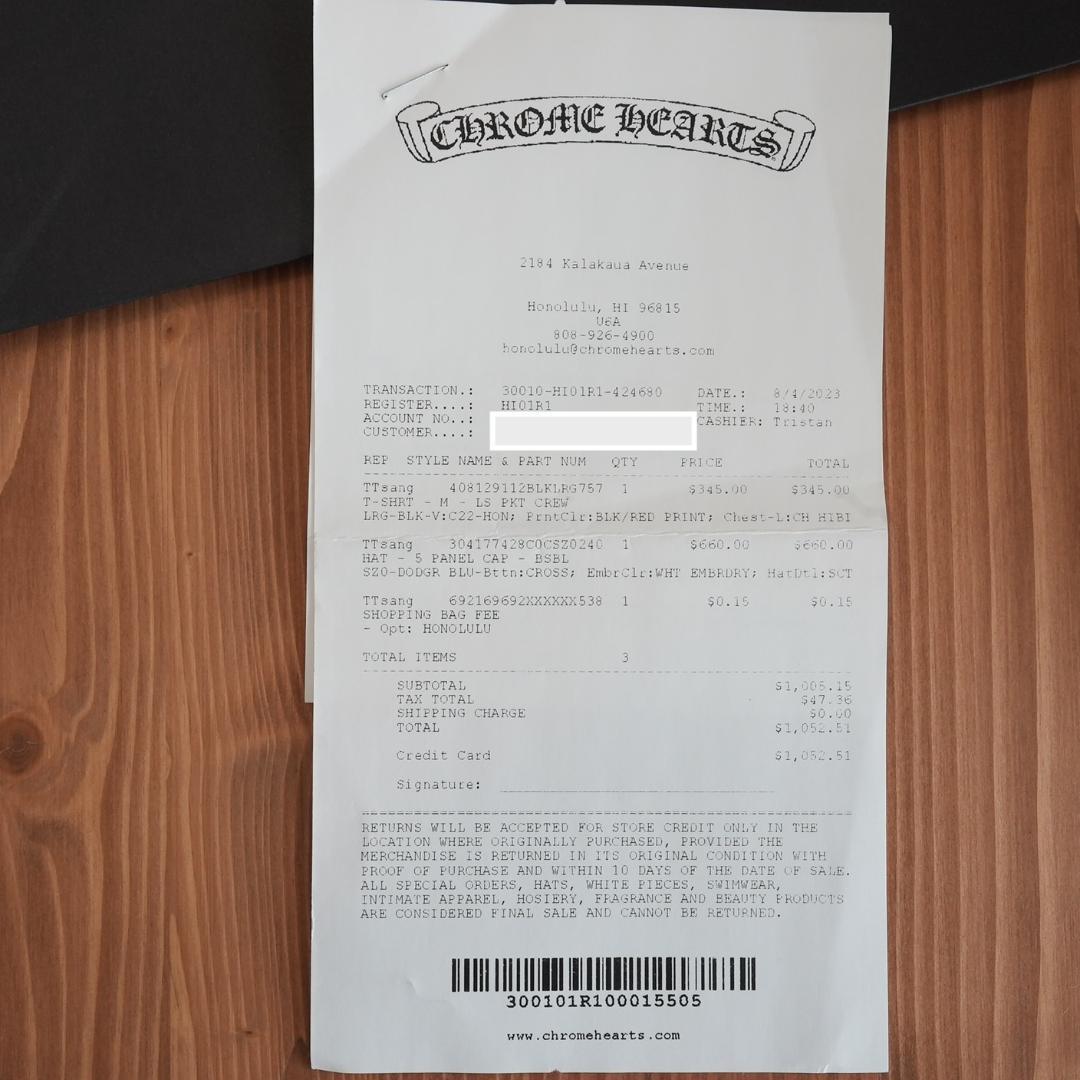 CHROME HEARTS
2184 Kalakaua Avenue
Honolulu, HI 96815
USA
808-926-4900
honolulu@chromehearts.com
TRANSACTION.: 30010-HI01R1-424680 DATE.: 8/4/2023
REGISTER....: HI01R1 TIME.: 18:40
ACCOUNT NO..: CASHIER: Tristan
CUSTOMER....:
REP STYLE NAME & PART NUM QTY PRICE TOTAL
TTsang 408129112BLKLRG757 1 $345.00 $345.00
T-SHRT - M - LS PKT CREW
LRG-BLK-V:C22-HON; PrntClr:BLK/RED PRINT; Chest-L:CH HIBI
TTsang 304177428C0CSZ0240 1 $660.00 $660.00
HAT - 5 PANEL CAP - BSBL
SZ0-DODGR BLU-Bttn:CROSS; EmbrClr:WHT EMBRDRY; HatDtl:SCT
TTsang 692169692XXXXXX538 1 $0.15 $0.15
SHOPPING BAG FEE
- Opt: HONOLULU
TOTAL ITEMS 3
SUBTOTAL $1,005.15
TAX TOTAL $47.36
SHIPPING CHARGE $0.00
TOTAL $1,052.51
Credit Card $1,052.51
Signature:
RETURNS WILL BE ACCEPTED FOR STORE CREDIT ONLY IN THE
LOCATION WHERE ORIGINALLY PURCHASED, PROVIDED THE
MERCHANDISE IS RETURNED IN ITS ORIGINAL CONDITION WITH
PROOF OF PURCHASE AND WITHIN 10 DAYS OF THE DATE OF SALE.
ALL SPECIAL ORDERS, HATS, WHITE PIECES, SWIMWEAR,
INTIMATE APPAREL, HOSIERY, FRAGRANCE AND BEAUTY PRODUCTS
ARE CONSIDERED FINAL SALE AND CANNOT BE RETURNED.
300101R100015505
www.chromehearts.com